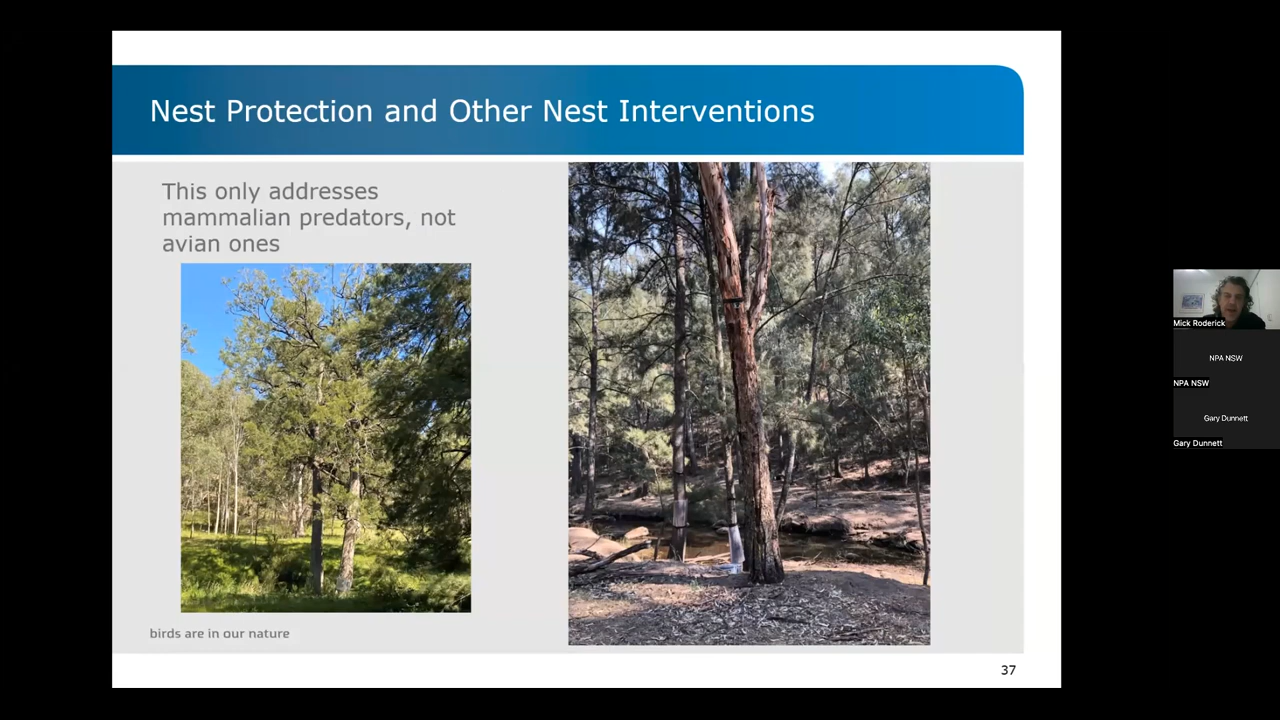 Nest Protection and Other Nest Interventions
This only addresses
mammalian predators, not
avian ones
birds are in our nature
37
Mick Roderick
NPA NSW
NPA NSW
Gary Dunnett
Gary Dunnett